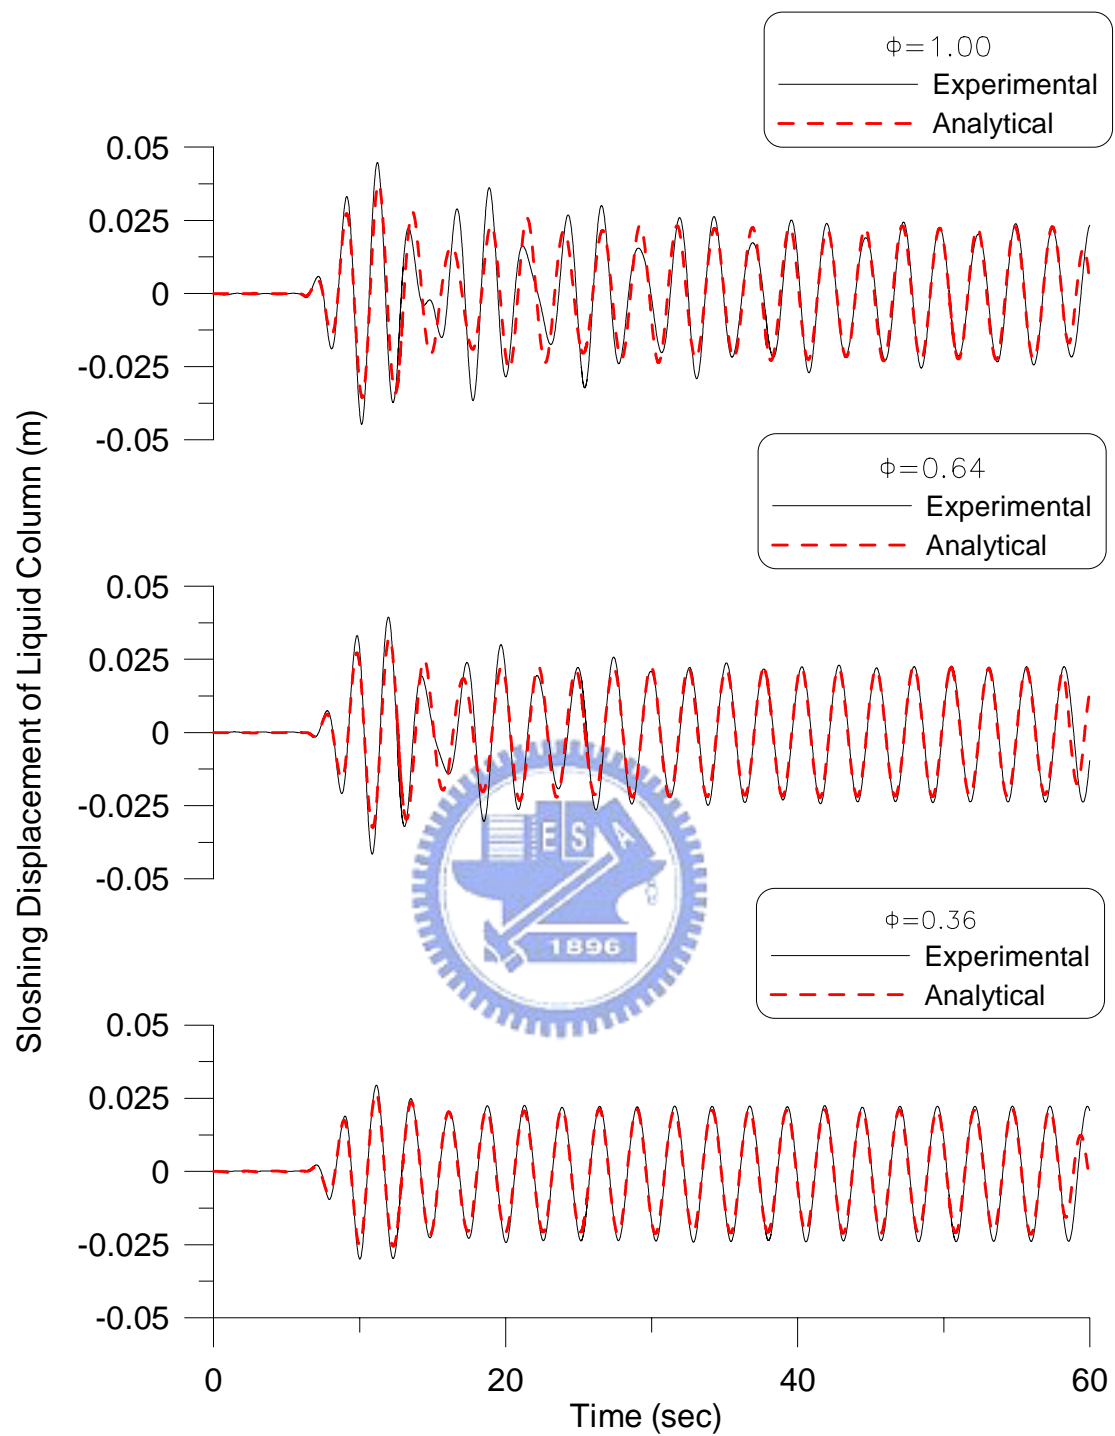 ϕ=1.00
Experimental
Analytical
0.05
0.025
0
-0.025
-0.05
Sloshing Displacement of Liquid Column (m)
ϕ=0.64
Experimental
Analytical
0.05
0.025
0
-0.025
-0.05
E S A
1896
ϕ=0.36
Experimental
Analytical
0.05
0.025
0
-0.025
-0.05
0 20 40 60
Time (sec)